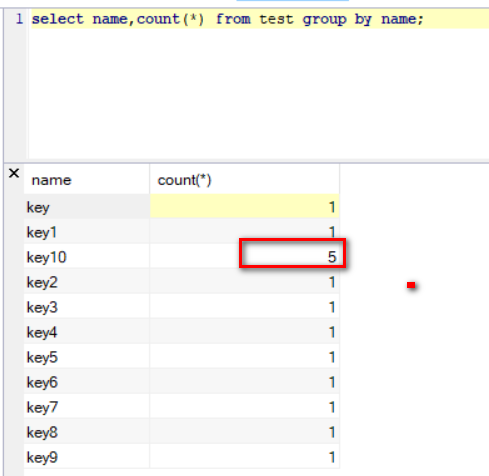 1 select name,count(*) from test group by name;
× name count(*)
key 1
key1 1
key10 5
key2 1
key3 1
key4 1
key5 1
key6 1
key7 1
key8 1
key9 1